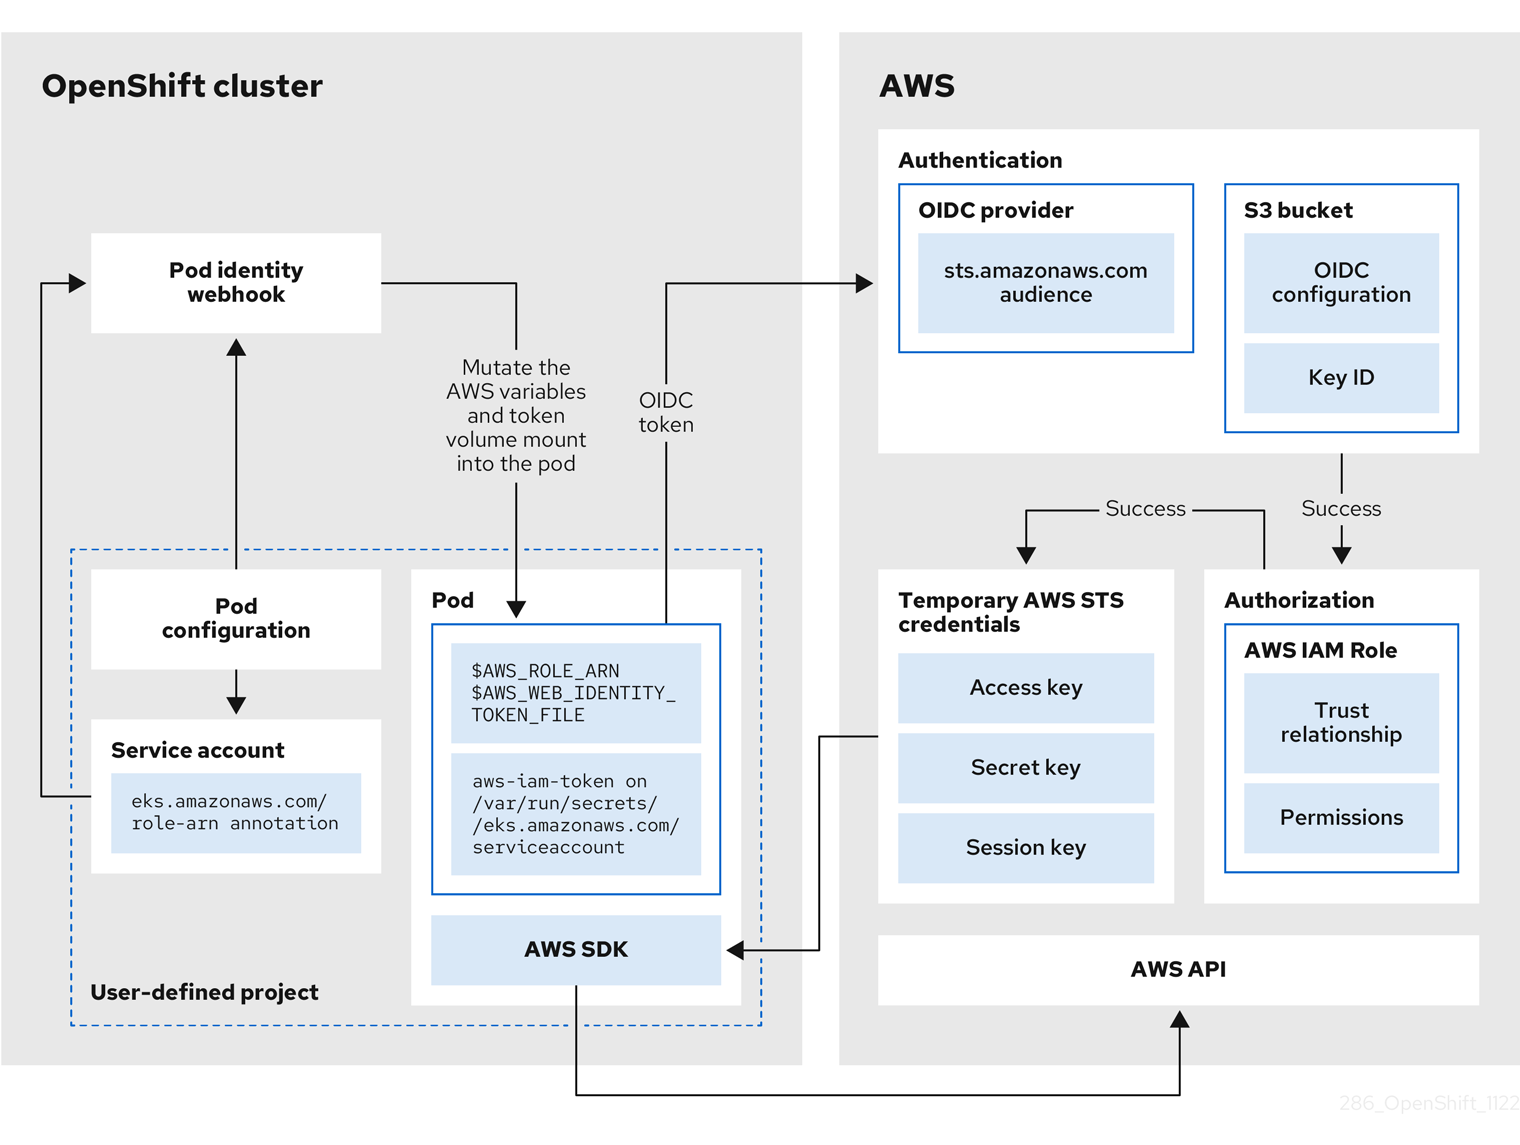 OpenShift cluster
Pod identity
webhook
Mutate the
AWS variables
and token
volume mount
into the pod
OIDC
token
Pod
configuration
Service account
eks.amazonaws.com/
role-arn annotation
User-defined project
Pod
$AWS_ROLE_ARN
$AWS_WEB_IDENTITY_
TOKEN_FILE
aws-iam-token on
/var/run/secrets/
/eks.amazonaws.com/
serviceaccount
AWS SDK
AWS
Authentication
OIDC provider
sts.amazonaws.com
audience
S3 bucket
OIDC
configuration
Key ID
Success
Success
Temporary AWS STS
credentials
Access key
Secret key
Session key
Authorization
AWS IAM Role
Trust
relationship
Permissions
AWS API
286_OpenShift_1122